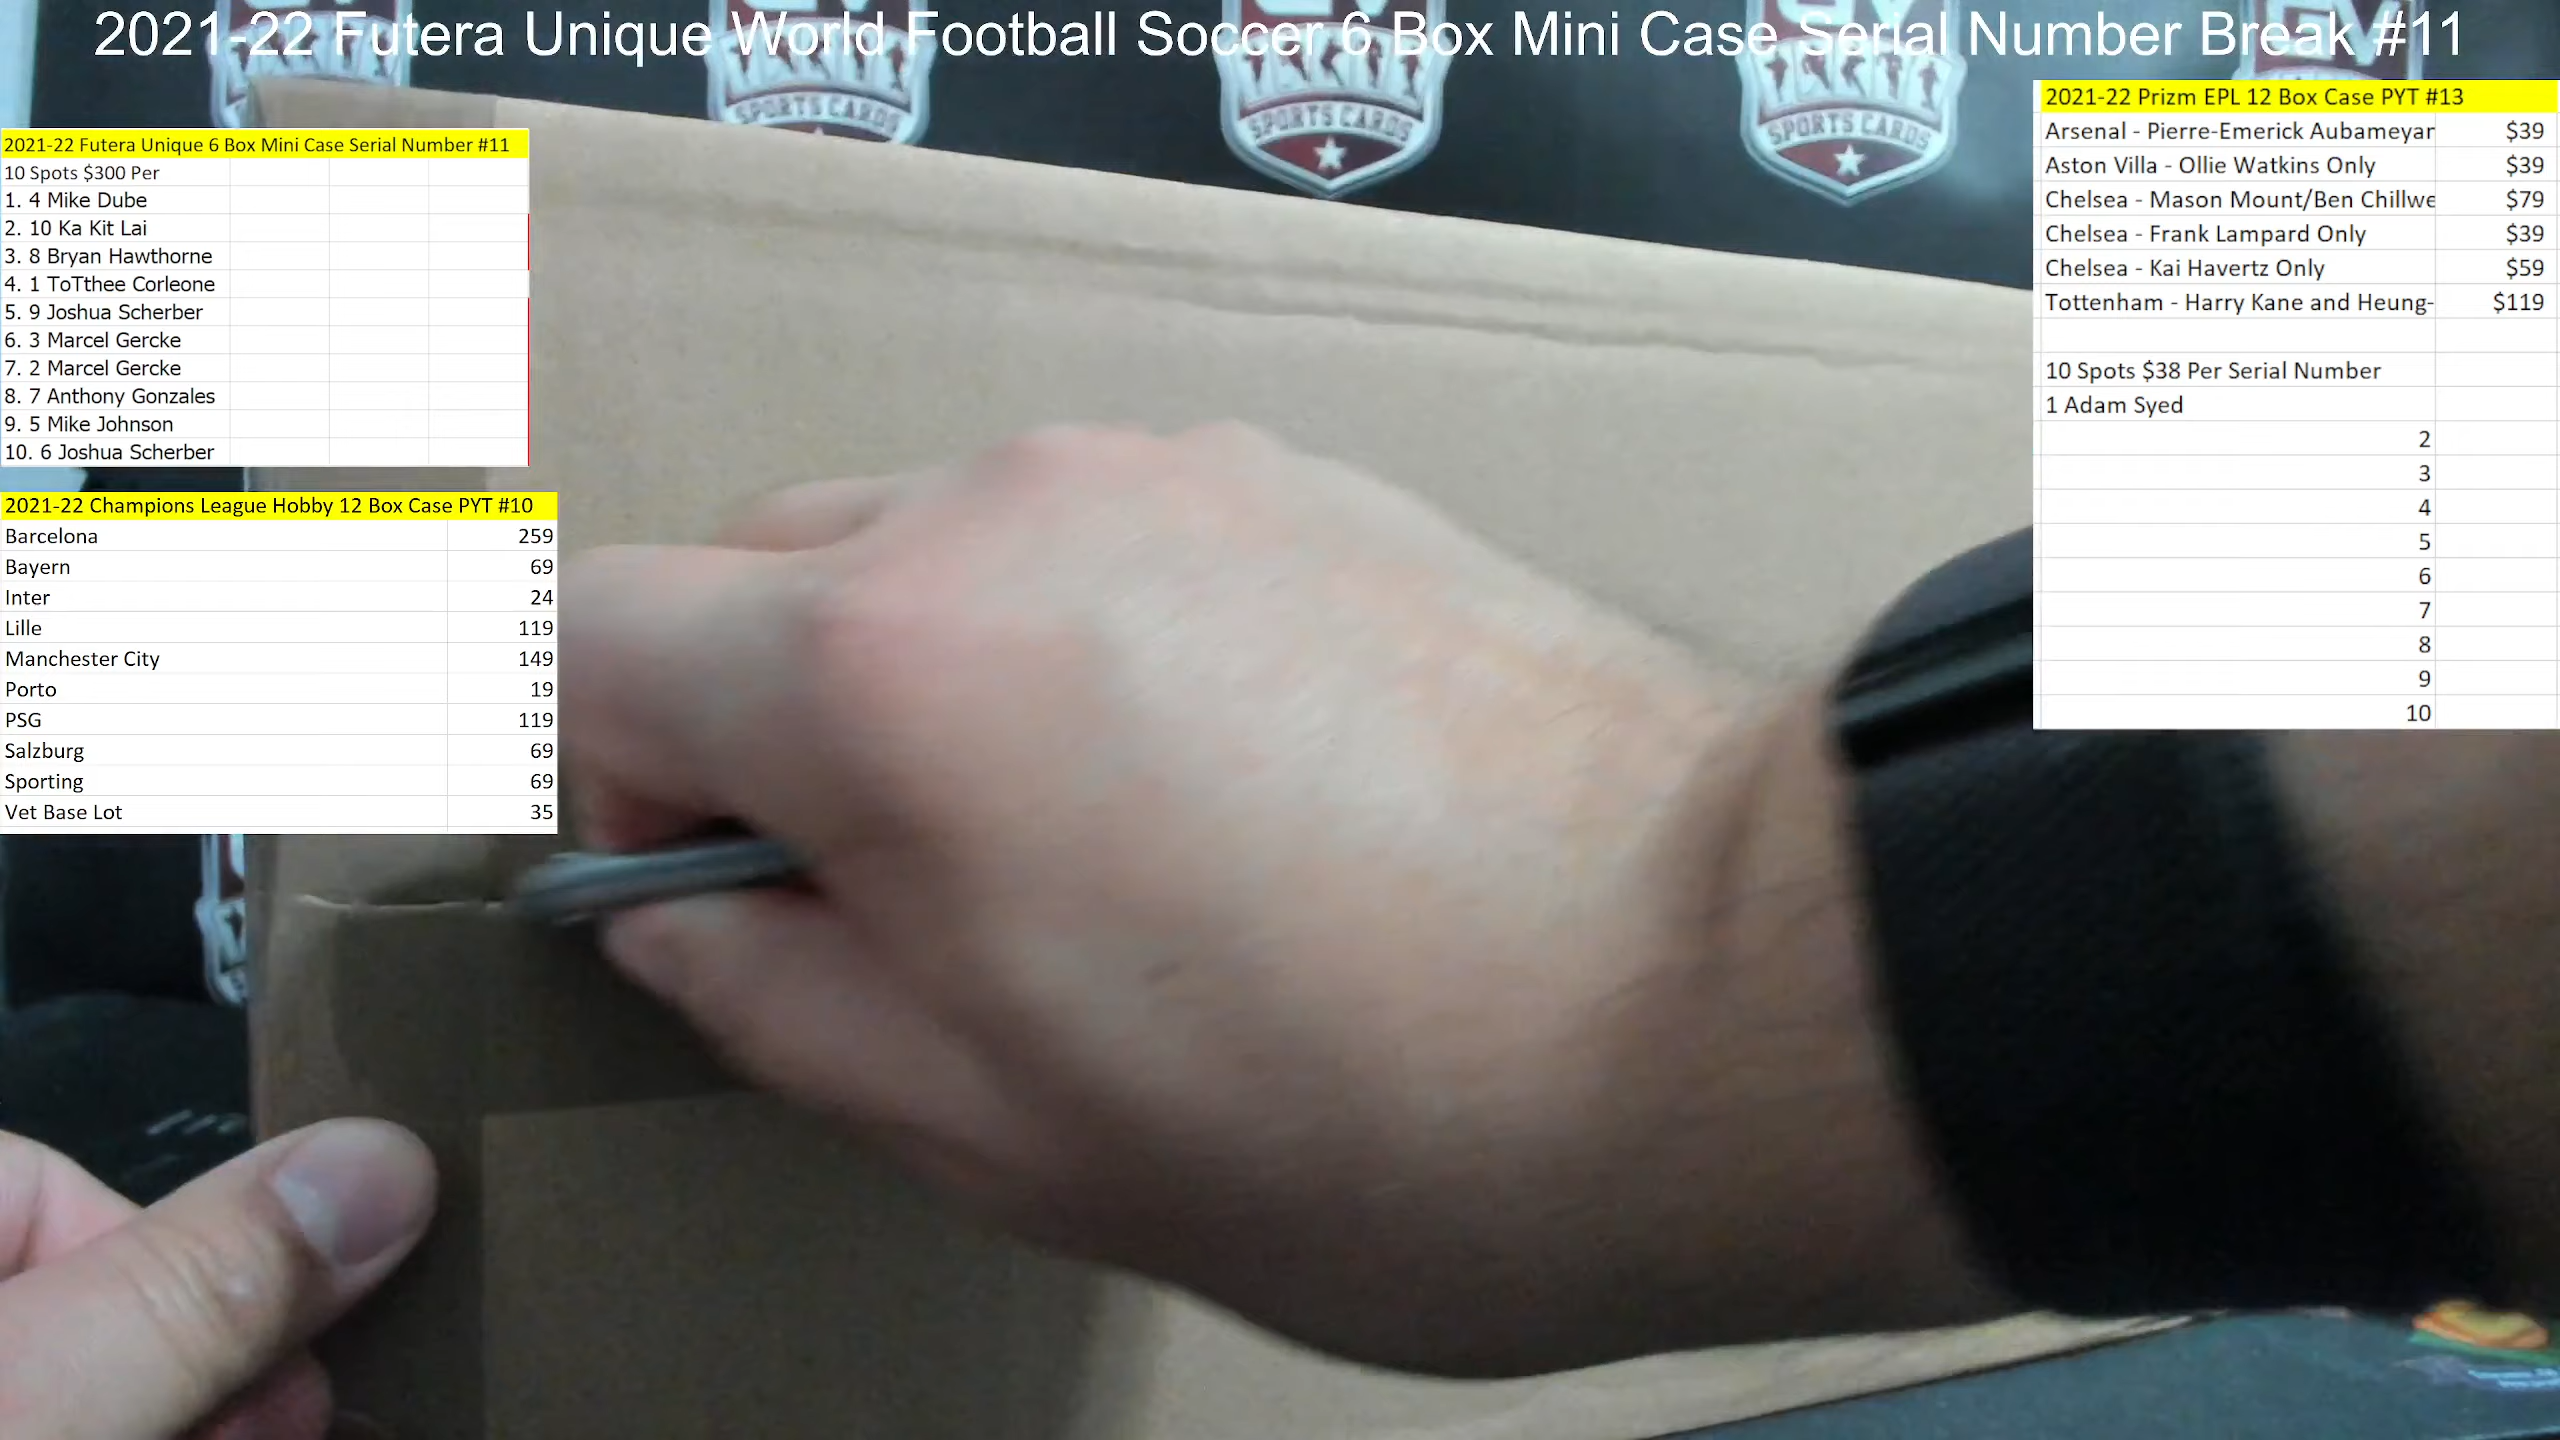 2021-22 Futera Unique World Football Soccer 6 Box Mini Case Serial Number Break #11
SPORTS CARDS
SPORTS CARDS
SPORTS CARDS
2021-22 Futera Unique 6 Box Mini Case Serial Number #11
10 Spots $300 Per
1. 4 Mike Dube
2. 10 Ka Kit Lai
3. 8 Bryan Hawthorne
4. 1 ToTthee Corleone
5. 9 Joshua Scherber
6. 3 Marcel Gercke
7. 2 Marcel Gercke
8. 7 Anthony Gonzales
9. 5 Mike Johnson
10. 6 Joshua Scherber
2021-22 Champions League Hobby 12 Box Case PYT #10
Barcelona 259
Bayern 69
Inter 24
Lille 119
Manchester City 149
Porto 19
PSG 119
Salzburg 69
Sporting 69
Vet Base Lot 35
2021-22 Prizm EPL 12 Box Case PYT #13
Arsenal - Pierre-Emerick Aubameyar $39
Aston Villa - Ollie Watkins Only $39
Chelsea - Mason Mount/Ben Chillwe $79
Chelsea - Frank Lampard Only $39
Chelsea - Kai Havertz Only $59
Tottenham - Harry Kane and Heung- $119
10 Spots $38 Per Serial Number
1 Adam Syed
2
3
4
5
6
7
8
9
10